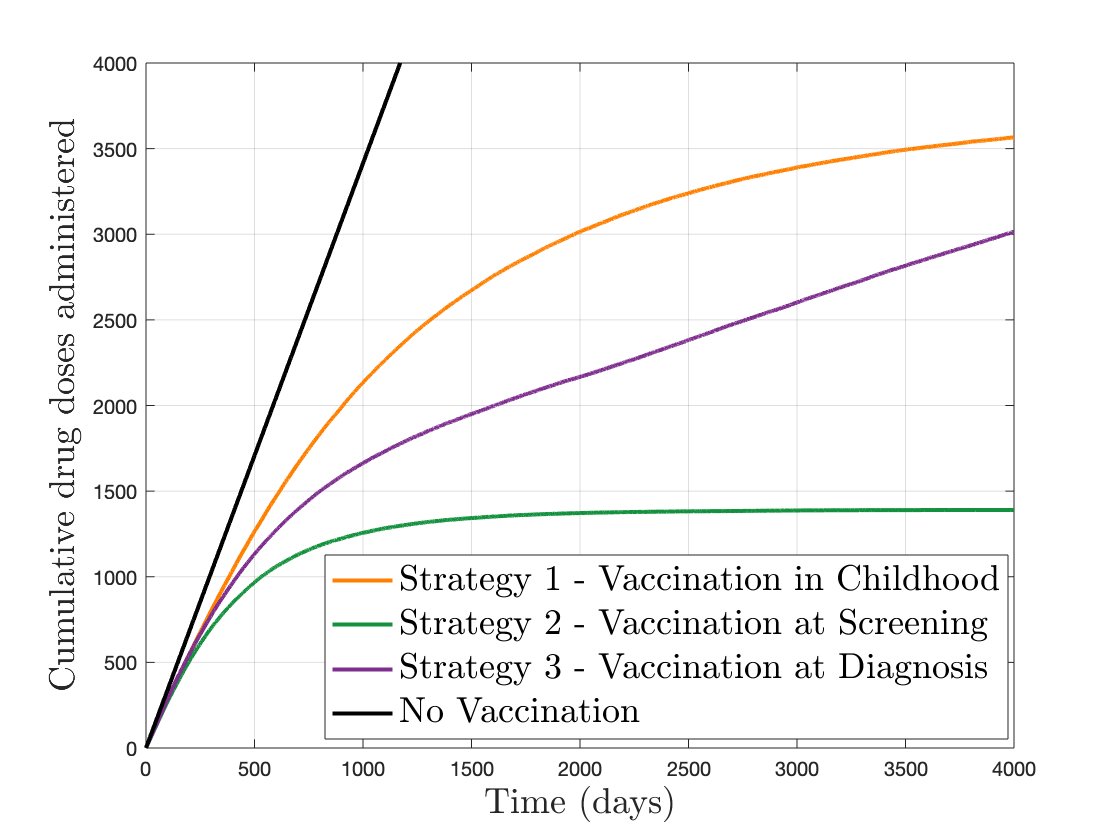 4000
3500
3000
2500
2000
1500
1000
500
0
Cumulative drug doses administered
Strategy 1 - Vaccination in Childhood
Strategy 2 - Vaccination at Screening
Strategy 3 - Vaccination at Diagnosis
No Vaccination
0 500 1000 1500 2000 2500 3000 3500 4000
Time (days)